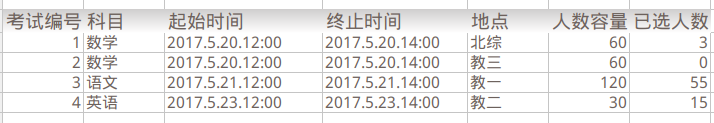 考试编号 科目 起始时间 终止时间 地点 人数容量 已选人数
1 数学 2017.5.20.12:00 2017.5.20.14:00 北综 60 3
2 数学 2017.5.20.12:00 2017.5.20.14:00 教三 60 0
3 语文 2017.5.21.12:00 2017.5.21.14:00 教一 120 55
4 英语 2017.5.23.12:00 2017.5.23.14:00 教二 30 15